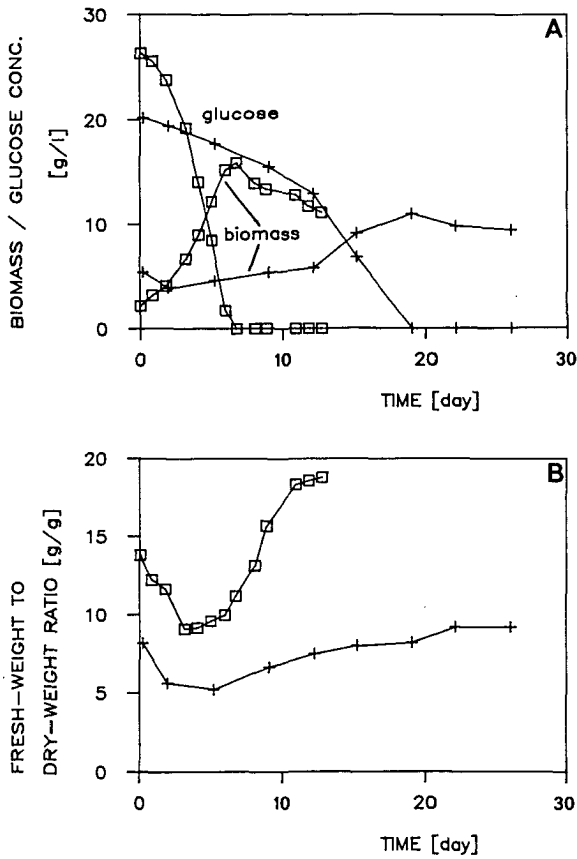 A
BIOMASS / GLUCOSE CONC.
[g/l]
30
20
10
0
glucose
biomass
0 10 20 30
TIME [day]
B
FRESH-WEIGHT TO
DRY-WEIGHT RATIO [g/g]
20
15
10
5
0
0 10 20 30
TIME [day]